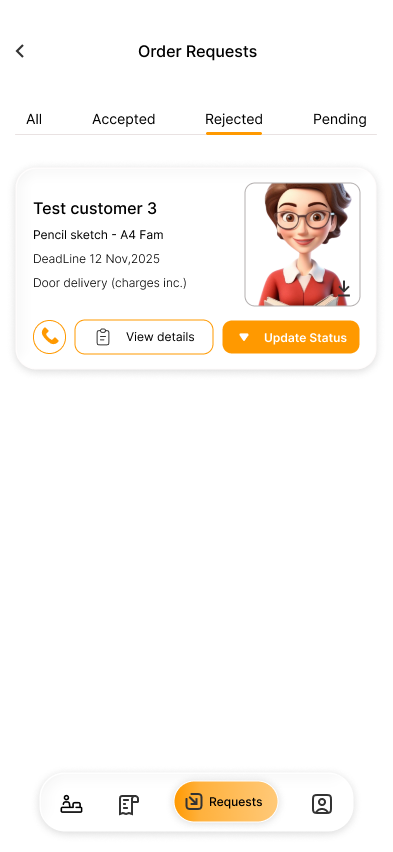 Order Requests
All Accepted Rejected Pending
Test customer 3
Pencil sketch - A4 Fam
DeadLine 12 Nov,2025
Door delivery (charges inc.)
View details Update Status
Requests